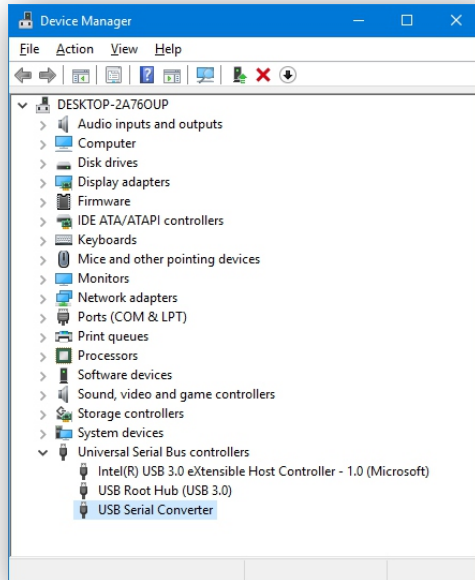 Device Manager
File Action View Help
DESKTOP-2A76OUP
Audio inputs and outputs
Computer
Disk drives
Display adapters
Firmware
IDE ATA/ATAPI controllers
Keyboards
Mice and other pointing devices
Monitors
Network adapters
Ports (COM & LPT)
Print queues
Processors
Software devices
Sound, video and game controllers
Storage controllers
System devices
Universal Serial Bus controllers
Intel(R) USB 3.0 eXtensible Host Controller - 1.0 (Microsoft)
USB Root Hub (USB 3.0)
USB Serial Converter